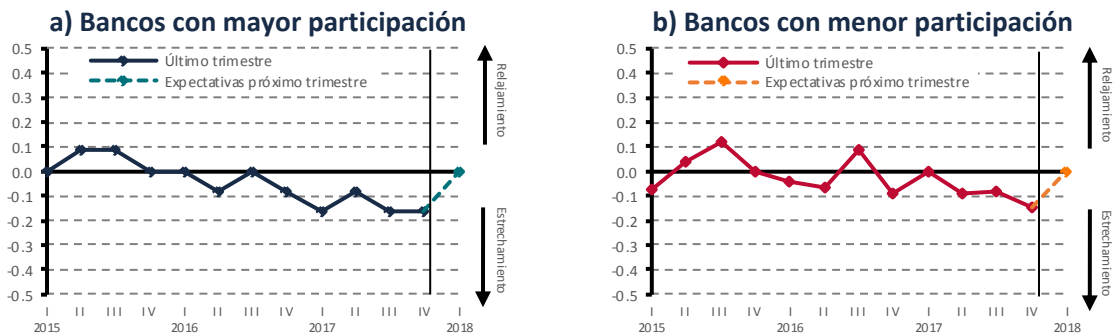 a) Bancos con mayor participación
Último trimestre
Expectativas próximo trimestre
0.5
0.4
0.3
0.2
0.1
0.0
-0.1
-0.2
-0.3
-0.4
-0.5
Relajamiento
Estrechamiento
I II III IV I II III IV I II III IV I
2015 2016 2017 2018
b) Bancos con menor participación
Último trimestre
Expectativas próximo trimestre
0.5
0.4
0.3
0.2
0.1
0.0
-0.1
-0.2
-0.3
-0.4
-0.5
Relajamiento
Estrechamiento
I II III IV I II III IV I II III IV I
2015 2016 2017 2018